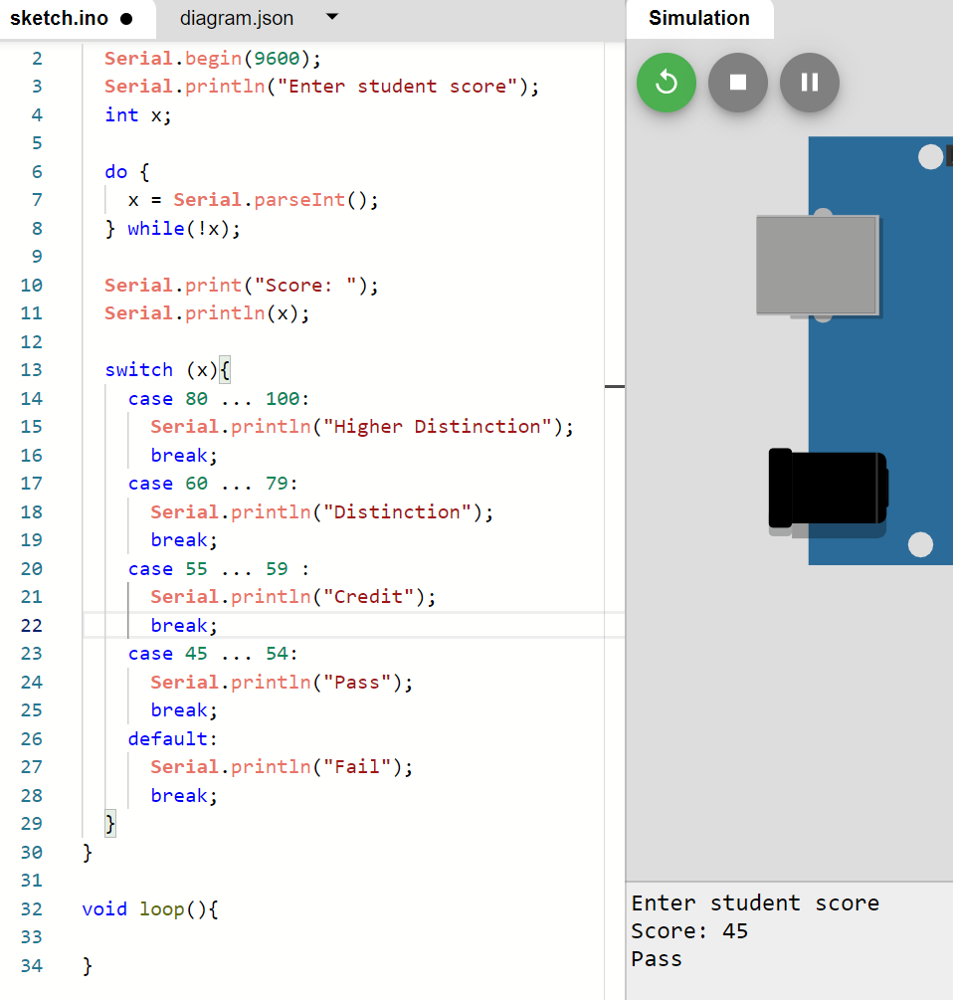 sketch.ino ● diagram.json
2 Serial.begin(9600);
3 Serial.println("Enter student score");
4 int x;
5
6 do {
7 x = Serial.parseInt();
8 } while(!x);
9
10 Serial.print("Score: ");
11 Serial.println(x);
12
13 switch (x){
14 case 80 ... 100:
15 Serial.println("Higher Distinction");
16 break;
17 case 60 ... 79:
18 Serial.println("Distinction");
19 break;
20 case 55 ... 59 :
21 Serial.println("Credit");
22 break;
23 case 45 ... 54:
24 Serial.println("Pass");
25 break;
26 default:
27 Serial.println("Fail");
28 break;
29 }
30 }
31
32 void loop(){
33
34 }
Simulation
Enter student score
Score: 45
Pass